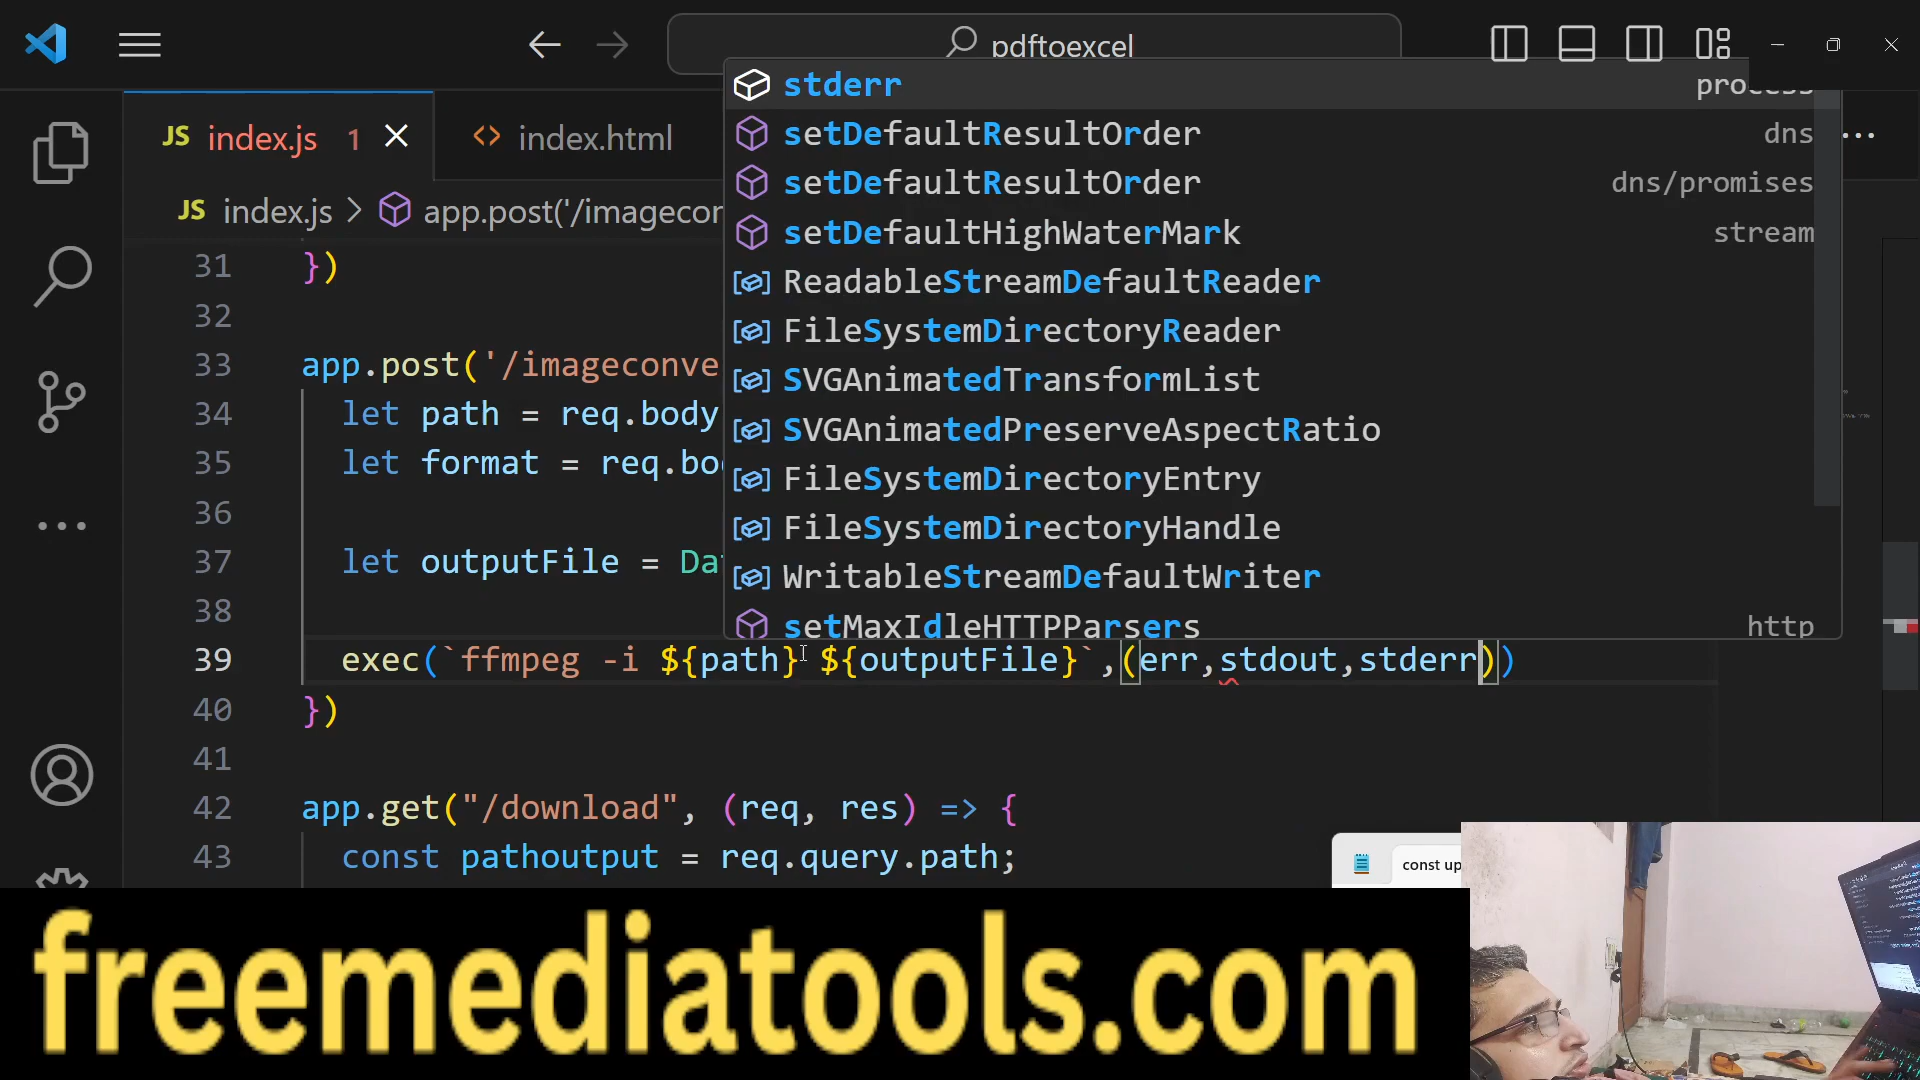 pdftoexcel
stderr
process
JS index.js 1
index.html
setDefaultResultOrder
dns
setDefaultResultOrder
dns/promises
JS index.js > app.post('/imagecon
setDefaultHighWaterMark
stream
31 })
ReadableStreamDefaultReader
32
FileSystemDirectoryReader
33 app.post('/imageconve
SVGAnimatedTransformList
34 let path = req.body
SVGAnimatedPreserveAspectRatio
35 let format = req.bo
FileSystemDirectoryEntry
36
FileSystemDirectoryHandle
37 let outputFile = Da
WritableStreamDefaultWriter
38
setMaxIdleHTTPParsers
http
39 exec(`ffmpeg -i ${path} ${outputFile}`,(err,stdout,stderr))
40 })
41
42 app.get("/download", (req, res) => {
43 const pathoutput = req.query.path;
const up
freemediatools.com